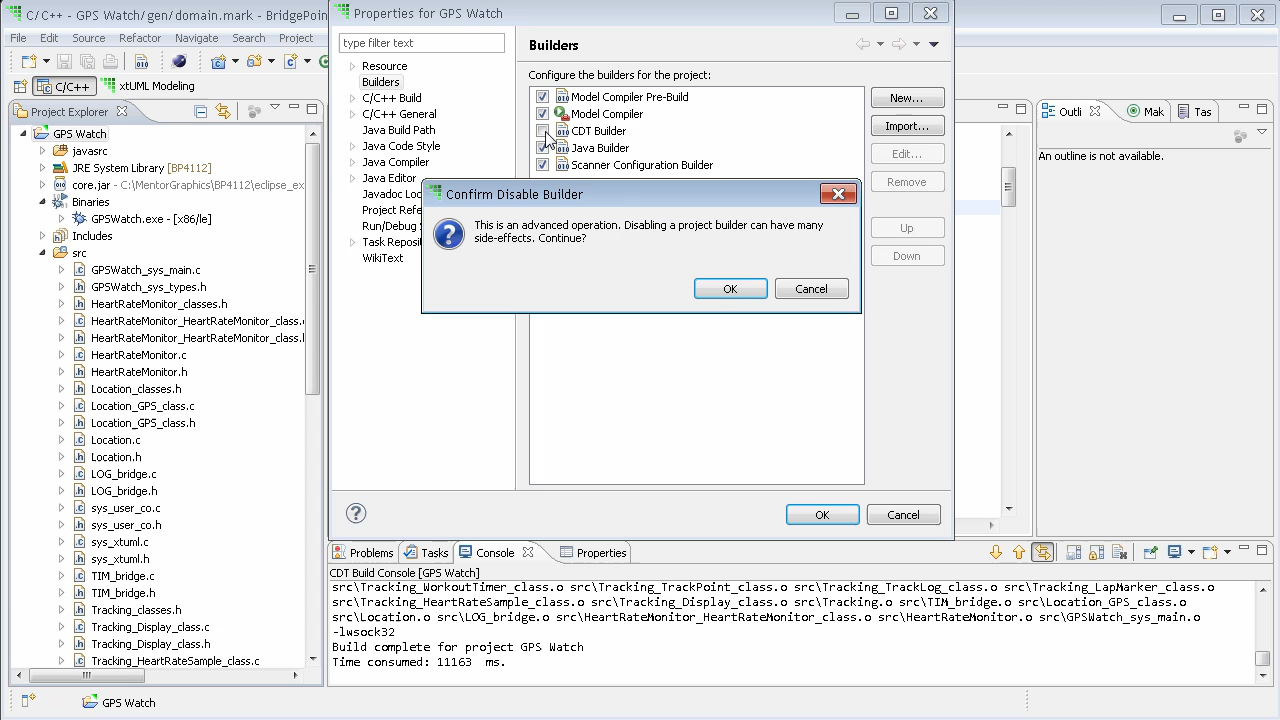 C/C++ - GPS Watch/gen/domain.mark - BridgePoin
File Edit Source Refactor Navigate Search Project
C/C++ xtUML Modeling
Project Explorer
GPS Watch
javasrc
JRE System Library [BP4112]
core.jar - C:\MentorGraphics\BP4112\eclipse_ex
Binaries
GPSWatch.exe - [x86/le]
Includes
src
GPSWatch_sys_main.c
GPSWatch_sys_types.h
HeartRateMonitor_classes.h
HeartRateMonitor_HeartRateMonitor_class.
HeartRateMonitor_HeartRateMonitor_class.h
HeartRateMonitor.c
HeartRateMonitor.h
Location_classes.h
Location_GPS_class.c
Location_GPS_class.h
Location.c
Location.h
LOG_bridge.c
LOG_bridge.h
sys_user_co.c
sys_user_co.h
sys_xtuml.c
sys_xtuml.h
TIM_bridge.c
TIM_bridge.h
Tracking_classes.h
Tracking_Display_class.c
Tracking_Display_class.h
Tracking_HeartRateSample_class.c
GPS Watch
Properties for GPS Watch
type filter text
Resource
Builders
C/C++ Build
C/C++ General
Java Build Path
Java Code Style
Java Compiler
Java Editor
Javadoc Loc
Project Refe
Run/Debug
Task Reposi
WikiText
Builders
Configure the builders for the project:
Model Compiler Pre-Build
Model Compiler
CDT Builder
Java Builder
Scanner Configuration Builder
New...
Import...
Edit...
Remove
Up
Down
Confirm Disable Builder
This is an advanced operation. Disabling a project builder can have many
side-effects. Continue?
OK Cancel
OK Cancel
Outli Mak Tas
An outline is not available.
Problems Tasks Console Properties
CDT Build Console [GPS Watch]
src\Tracking_WorkoutTimer_class.o src\Tracking_TrackPoint_class.o src\Tracking_TrackLog_class.o src\Tracking_LapMarker_class.o
src\Tracking_HeartRateSample_class.o src\Tracking_Display_class.o src\Tracking.o src\TIM_bridge.o src\Location_GPS_class.o
src\Location.o src\LOG_bridge.o src\HeartRateMonitor_HeartRateMonitor_class.o src\HeartRateMonitor.o src\GPSWatch_sys_main.o
-lwsock32
Build complete for project GPS Watch
Time consumed: 11163 ms.